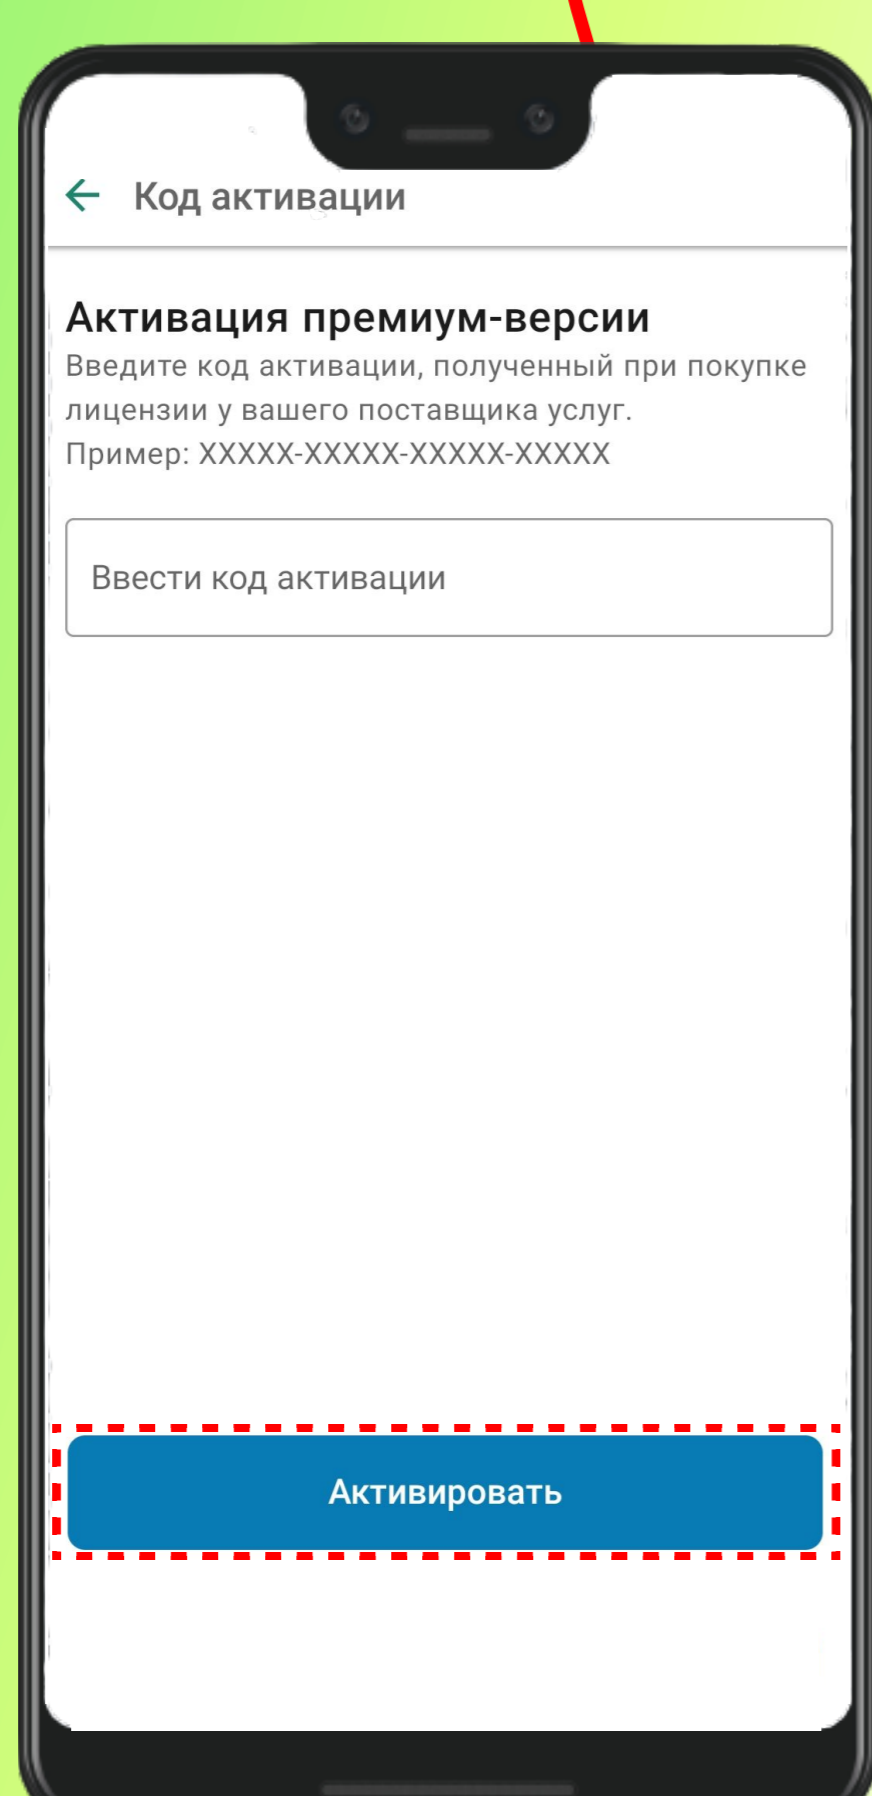 Код активации
Активация премиум-версии
Введите код активации, полученный при покупке
лицензии у вашего поставщика услуг.
Пример: XXXXX-XXXXX-XXXXX-XXXXX
Ввести код активации
Активировать